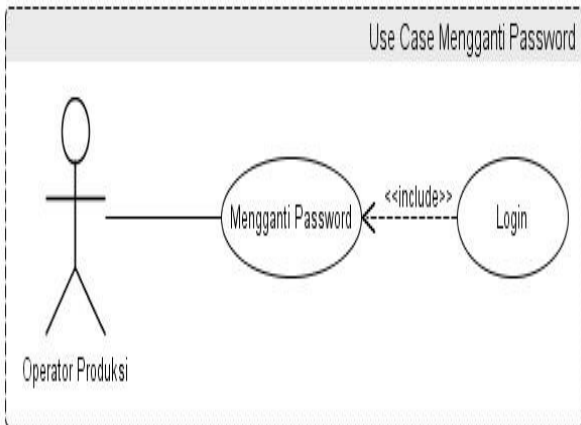 Use Case Mengganti Password
<<include>>
Mengganti Password
Login
Operator Produksi